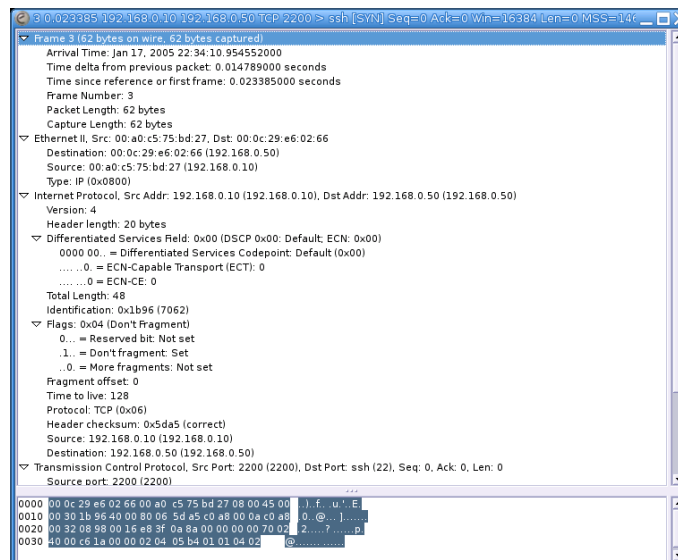 3 0.023385 192.168.0.10 192.168.0.50 TCP 2200 > ssh [SYN] Seq=0 Ack=0 Win=16384 Len=0 MSS=146
Frame 3 (62 bytes on wire, 62 bytes captured)
Arrival Time: Jan 17, 2005 22:34:10.954552000
Time delta from previous packet: 0.014789000 seconds
Time since reference or first frame: 0.023385000 seconds
Frame Number: 3
Packet Length: 62 bytes
Capture Length: 62 bytes
Ethernet II, Src: 00:a0:c5:75:bd:27, Dst: 00:0c:29:e6:02:66
Destination: 00:0c:29:e6:02:66 (192.168.0.50)
Source: 00:a0:c5:75:bd:27 (192.168.0.10)
Type: IP (0x0800)
Internet Protocol, Src Addr: 192.168.0.10 (192.168.0.10), Dst Addr: 192.168.0.50 (192.168.0.50)
Version: 4
Header length: 20 bytes
Differentiated Services Field: 0x00 (DSCP 0x00: Default; ECN: 0x00)
0000 00.. = Differentiated Services Codepoint: Default (0x00)
.... ..0. = ECN-Capable Transport (ECT): 0
.... ...0 = ECN-CE: 0
Total Length: 48
Identification: 0x1b96 (7062)
Flags: 0x04 (Don't Fragment)
0... = Reserved bit: Not set
.1.. = Don't fragment: Set
..0. = More fragments: Not set
Fragment offset: 0
Time to live: 128
Protocol: TCP (0x06)
Header checksum: 0x5da5 (correct)
Source: 192.168.0.10 (192.168.0.10)
Destination: 192.168.0.50 (192.168.0.50)
Transmission Control Protocol, Src Port: 2200 (2200), Dst Port: ssh (22), Seq: 0, Ack: 0, Len: 0
Source port: 2200 (2200)
0000 00 0c 29 e6 02 66 00 a0 c5 75 bd 27 08 00 45 00 ..)..f.. .u.'..E.
0010 00 30 1b 96 40 00 80 06 5d a5 c0 a8 00 0a c0 a8 .0..@... ].......
0020 00 32 08 98 00 16 e8 3f 0a 8a 00 00 00 00 70 02 .2.....? ......p.
0030 40 00 c6 1a 00 00 02 04 05 b4 01 01 04 02 @....... ......